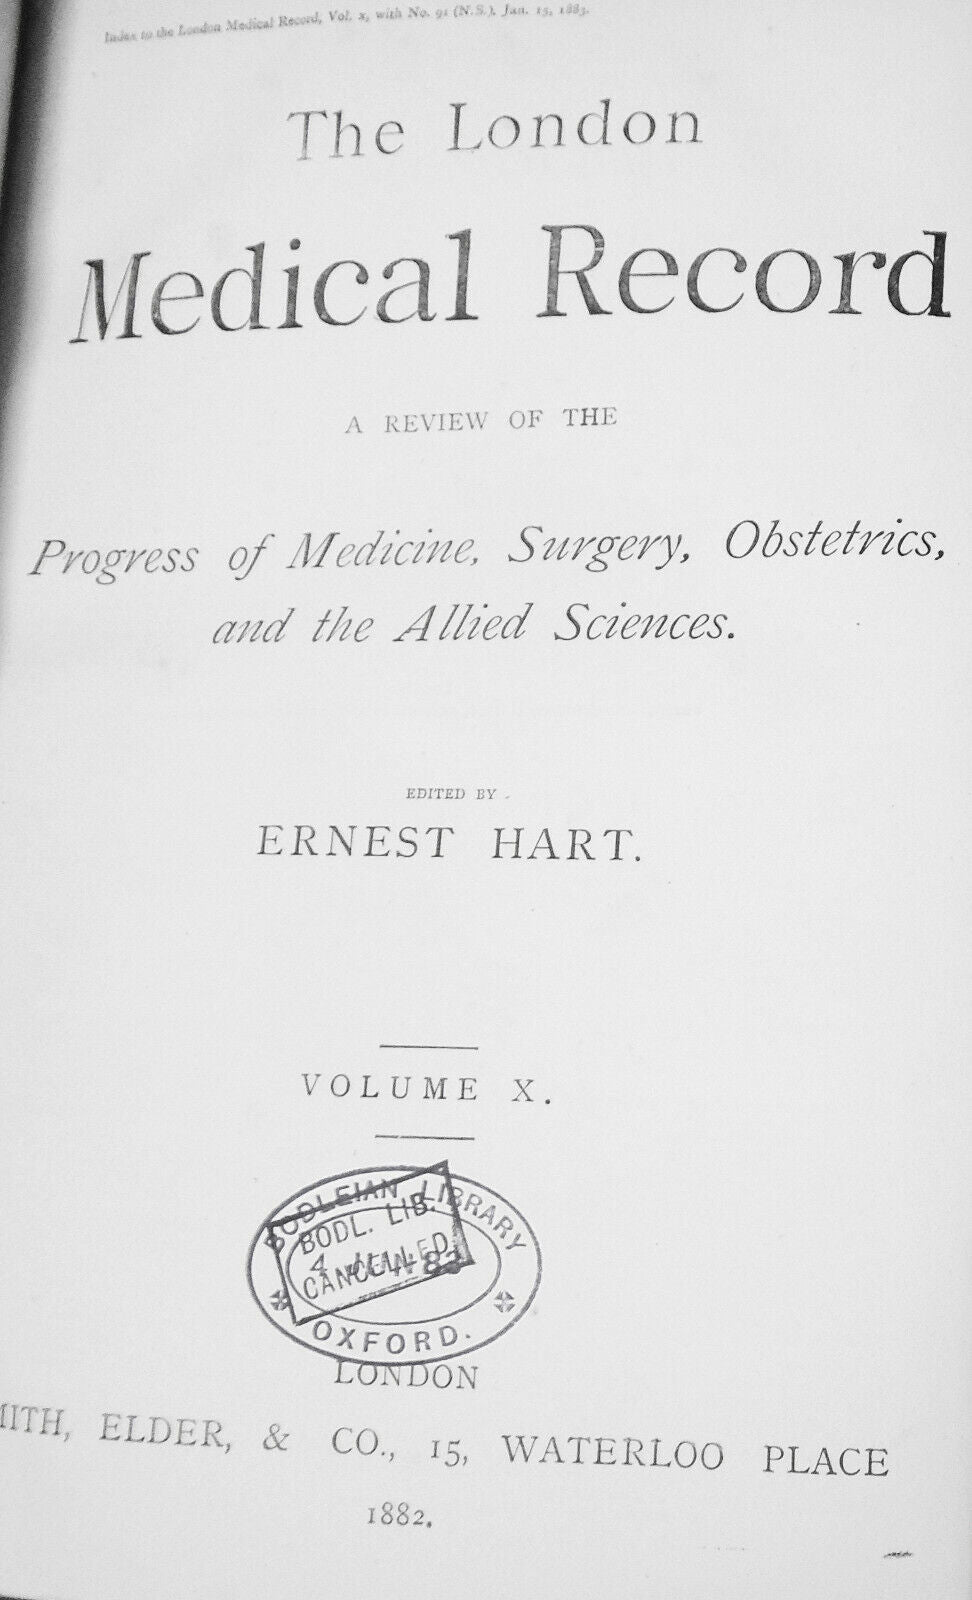 Index to the London Medical Record, Vol. x, with No. 91 (N.S.), Jan. 15, 1883.
The London
Medical Record
A REVIEW OF THE
Progress of Medicine, Surgery, Obstetrics,
and the Allied Sciences.
EDITED BY
ERNEST HART.
VOLUME X.
BODLEIAN LIBRARY
BODL. LIB.
CANCELLED
OXFORD.
LONDON
MITH, ELDER, & CO., 15, WATERLOO PLACE
1882.